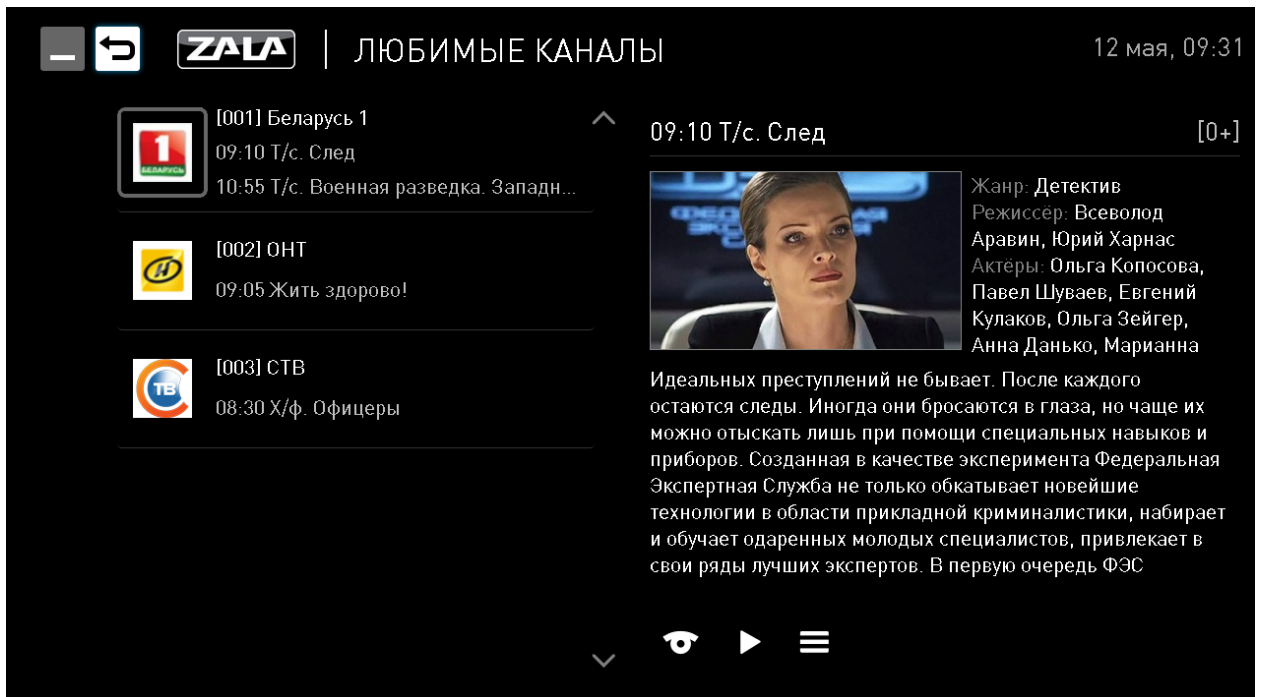 ZALA
ЛЮБИМЫЕ КАНАЛЫ
12 мая, 09:31
1
БЕЛАРУСЬ
[001] Беларусь 1
09:10 Т/с. След
10:55 Т/с. Военная разведка. Западн...
[002] ОНТ
09:05 Жить здорово!
ТВ
[003] СТВ
08:30 Х/ф. Офицеры
09:10 Т/с. След
[0+]
Жанр: Детектив
Режиссёр: Всеволод
Аравин, Юрий Харнас
Актёры: Ольга Копосова,
Павел Шуваев, Евгений
Кулаков, Ольга Зейгер,
Анна Данько, Марианна
Идеальных преступлений не бывает. После каждого
остаются следы. Иногда они бросаются в глаза, но чаще их
можно отыскать лишь при помощи специальных навыков и
приборов. Созданная в качестве эксперимента Федеральная
Экспертная Служба не только обкатывает новейшие
технологии в области прикладной криминалистики, набирает
и обучает одаренных молодых специалистов, привлекает в
свои ряды лучших экспертов. В первую очередь ФЭС